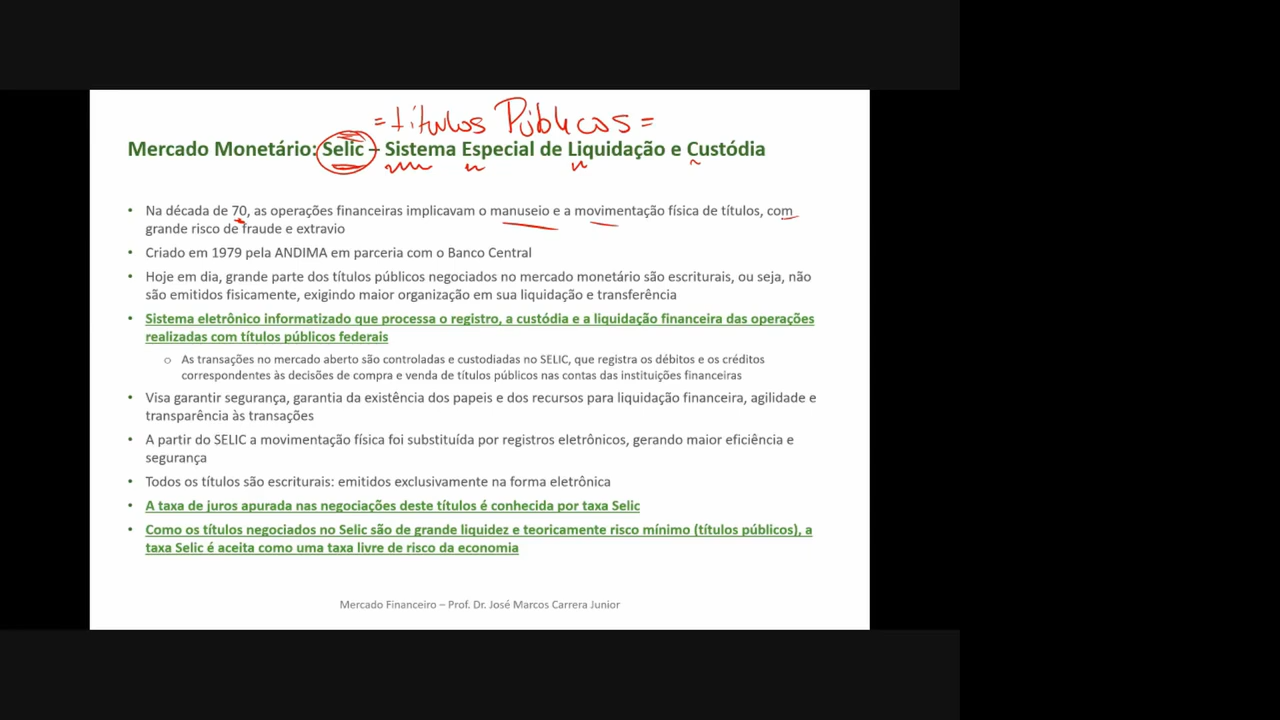 = títulos Públicos =
Mercado Monetário: Selic – Sistema Especial de Liquidação e Custódia
• Na década de 70, as operações financeiras implicavam o manuseio e a movimentação física de títulos, com
grande risco de fraude e extravio
• Criado em 1979 pela ANDIMA em parceria com o Banco Central
• Hoje em dia, grande parte dos títulos públicos negociados no mercado monetário são escriturais, ou seja, não
são emitidos fisicamente, exigindo maior organização em sua liquidação e transferência
• Sistema eletrônico informatizado que processa o registro, a custódia e a liquidação financeira das operações
realizadas com títulos públicos federais
o As transações no mercado aberto são controladas e custodiadas no SELIC, que registra os débitos e os créditos
correspondentes às decisões de compra e venda de títulos públicos nas contas das instituições financeiras
• Visa garantir segurança, garantia da existência dos papeis e dos recursos para liquidação financeira, agilidade e
transparência às transações
• A partir do SELIC a movimentação física foi substituída por registros eletrônicos, gerando maior eficiência e
segurança
• Todos os títulos são escriturais: emitidos exclusivamente na forma eletrônica
• A taxa de juros apurada nas negociações deste títulos é conhecida por taxa Selic
• Como os títulos negociados no Selic são de grande liquidez e teoricamente risco mínimo (títulos públicos), a
taxa Selic é aceita como uma taxa livre de risco da economia
Mercado Financeiro – Prof. Dr. José Marcos Carrera Junior